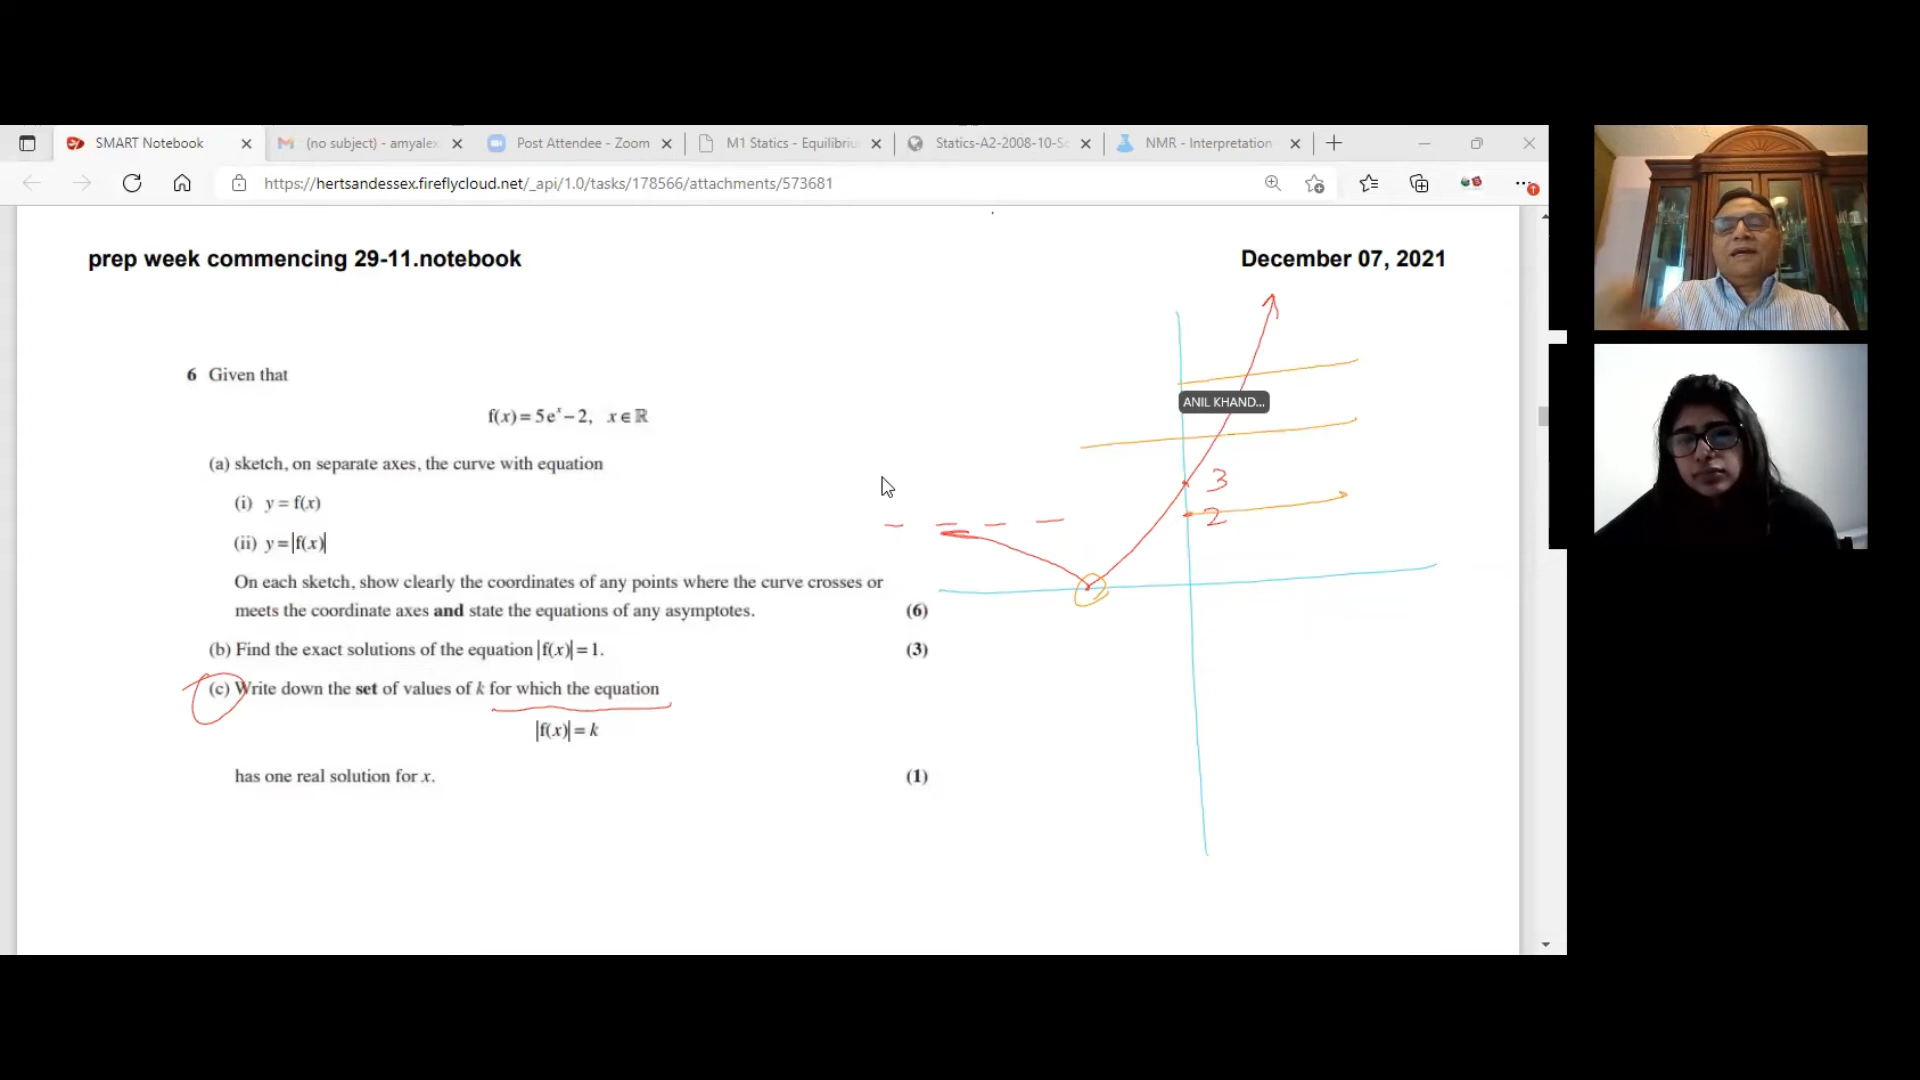 SMART Notebook
(no subject) - amyalex
Post Attendee - Zoom
M1 Statics - Equilibriu
Statics-A2-2008-10-So
NMR - Interpretation
https://hertsandessex.fireflycloud.net/_api/1.0/tasks/178566/attachments/573681
prep week commencing 29-11.notebook
December 07, 2021
6 Given that
f(x) = 5eˣ − 2, x ∈ ℝ
ANIL KHAND...
(a) sketch, on separate axes, the curve with equation
(i) y = f(x)
3
2
(ii) y = |f(x)|
On each sketch, show clearly the coordinates of any points where the curve crosses or
meets the coordinate axes and state the equations of any asymptotes. (6)
(b) Find the exact solutions of the equation |f(x)| = 1. (3)
(c) Write down the set of values of k for which the equation
|f(x)| = k
has one real solution for x. (1)